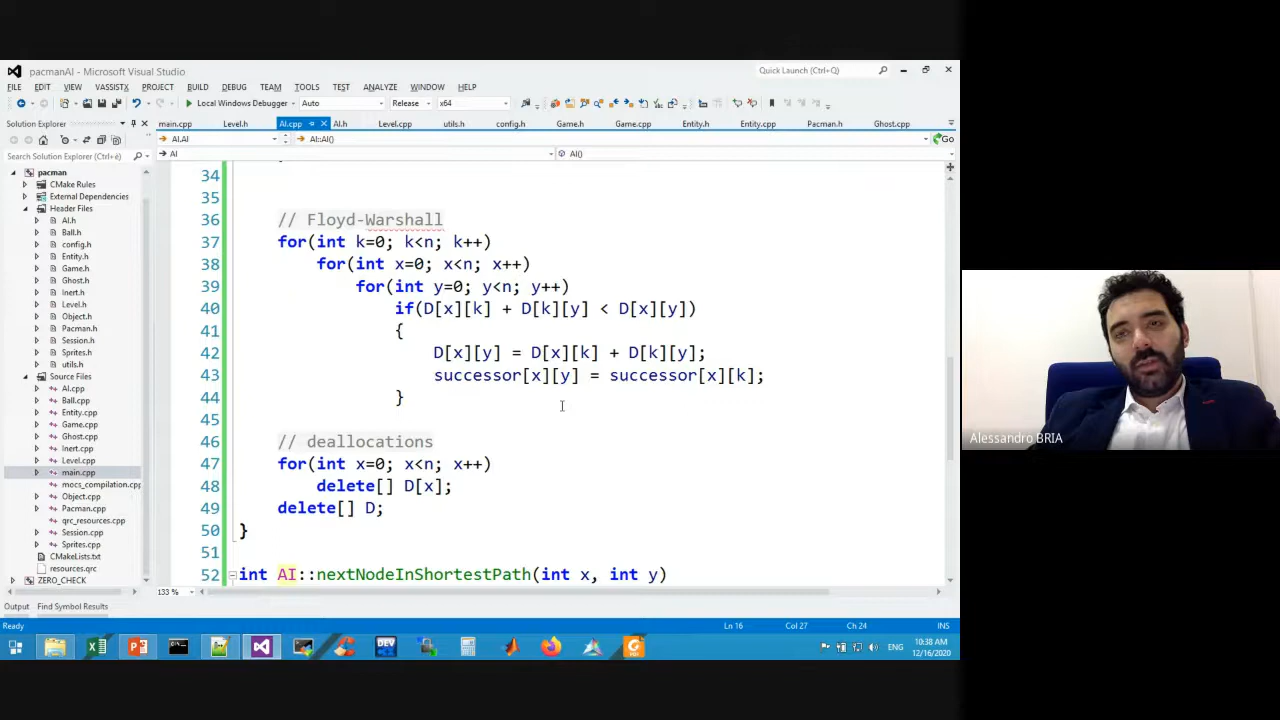 pacmanAI - Microsoft Visual Studio
Quick Launch (Ctrl+Q)
FILE EDIT VIEW VASSISTX PROJECT BUILD DEBUG TEAM TOOLS TEST ANALYZE WINDOW HELP
Local Windows Debugger Auto Release x64
Solution Explorer
main.cpp Level.h AI.cpp AI.h Level.cpp utils.h config.h Game.h Game.cpp Entity.h Entity.cpp Pacman.h Ghost.cpp
AI.AI AI::AI() Go
Search Solution Explorer (Ctrl+è)
AI AI()
pacman
CMake Rules
External Dependencies
Header Files
AI.h
Ball.h
config.h
Entity.h
Game.h
Ghost.h
Inert.h
Level.h
Object.h
Pacman.h
Session.h
Sprites.h
utils.h
Source Files
AI.cpp
Ball.cpp
Entity.cpp
Game.cpp
Ghost.cpp
Inert.cpp
Level.cpp
main.cpp
mocs_compilation.cpp
Object.cpp
Pacman.cpp
qrc_resources.cpp
Session.cpp
Sprites.cpp
CMakeLists.txt
resources.qrc
ZERO_CHECK
34
35
36 // Floyd-Warshall
37 for(int k=0; k<n; k++)
38 for(int x=0; x<n; x++)
39 for(int y=0; y<n; y++)
40 if(D[x][k] + D[k][y] < D[x][y])
41 {
42 D[x][y] = D[x][k] + D[k][y];
43 successor[x][y] = successor[x][k];
44 }
45
46 // deallocations
47 for(int x=0; x<n; x++)
48 delete[] D[x];
49 delete[] D;
50 }
51
52 int AI::nextNodeInShortestPath(int x, int y)
133 %
Output Find Symbol Results
Ready Ln 16 Col 27 Ch 24 INS
DEV
ENG
10:38 AM
12/16/2020
Alessandro BRIA